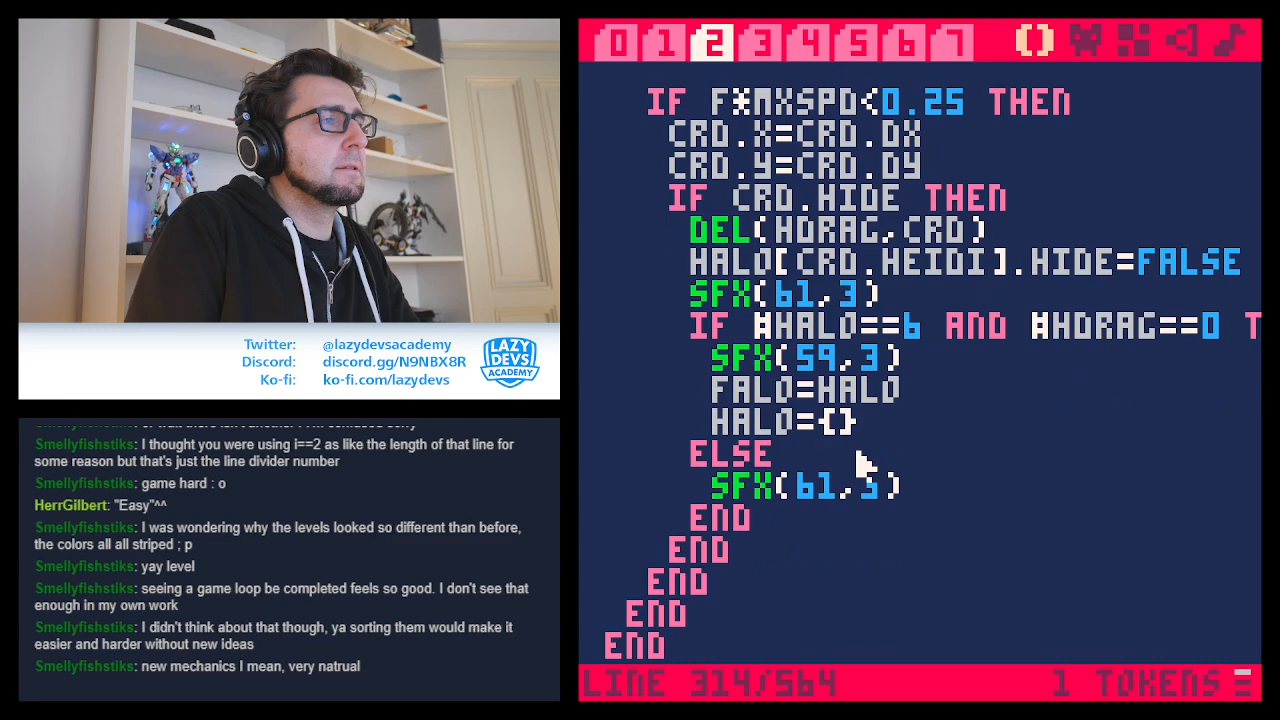 Twitter: @lazydevsacademy
Discord: discord.gg/N9NBX8R
Ko-fi: ko-fi.com/lazydevs
LAZY DEVS ACADEMY
Smellyfishstiks: I thought you were using i==2 as like the length of that line for
some reason but that's just the line divider number
Smellyfishstiks: game hard : o
HerrGilbert: "Easy"^^
Smellyfishstiks: I was wondering why the levels looked so different than before,
the colors all all striped ; p
Smellyfishstiks: yay level
Smellyfishstiks: seeing a game loop be completed feels so good. I don't see that
enough in my own work
Smellyfishstiks: I didn't think about that though, ya sorting them would make it
easier and harder without new ideas
Smellyfishstiks: new mechanics I mean, very natrual
0 1 2 3 4 5 6 7 ()
IF F*MXSPD<0.25 THEN
CRD.X=CRD.DX
CRD.Y=CRD.DY
IF CRD.HIDE THEN
DEL(HDRAG,CRD)
HALO[CRD.HEIDI].HIDE=FALSE
SFX(61,3)
IF #HALO==6 AND #HDRAG==0 T
SFX(59,3)
FALO=HALO
HALO={}
ELSE
SFX(61,3)
END
END
END
END
END
LINE 314/564 1 TOKENS